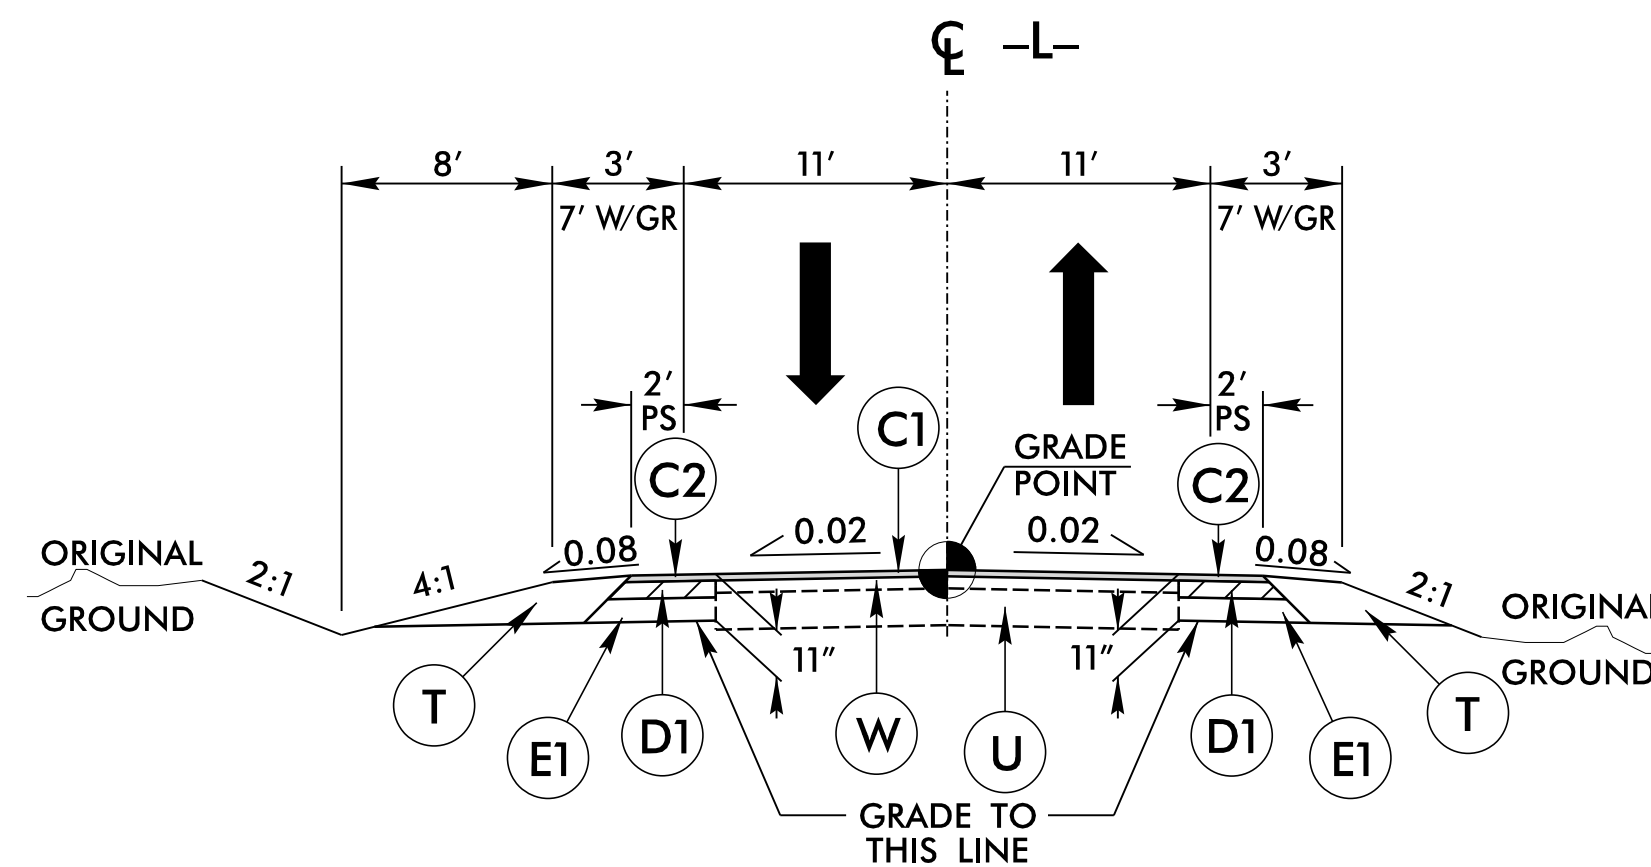 ℄ –L–
8' 3' 11' 11' 3'
7' W/GR 7' W/GR
2' 2'
PS PS
C1
GRADE
POINT
C2 C2
0.02 0.02
0.08 0.08
ORIGINAL
GROUND
2:1 4:1 2:1
ORIGINAL
GROUND
11" 11"
T E1 D1 W U D1 E1 T
GRADE TO
THIS LINE